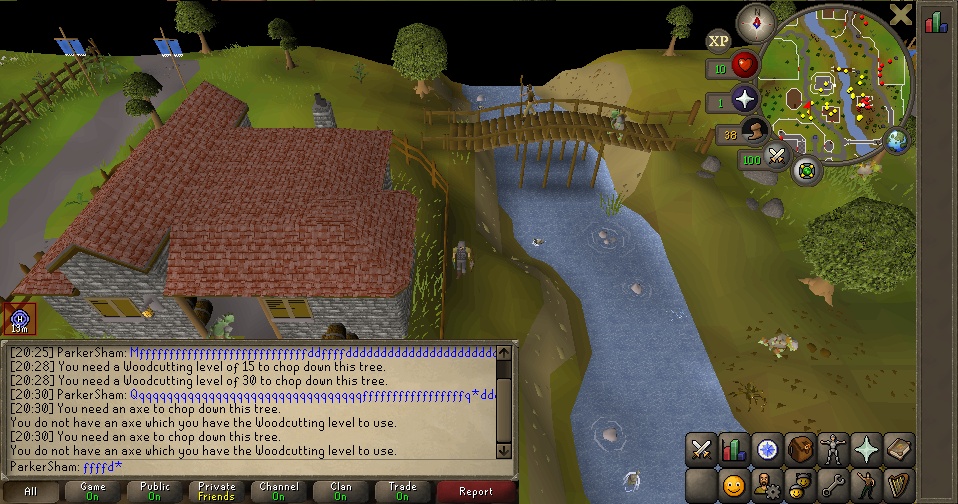 N
XP
10
1
38
100
13m
[20:25] ParkerSham:
[20:28] You need a Woodcutting level of 15 to chop down this tree.
[20:28] You need a Woodcutting level of 30 to chop down this tree.
[20:30] ParkerSham:
[20:30] You need an axe to chop down this tree.
You do not have an axe which you have the Woodcutting level to use.
[20:30] You need an axe to chop down this tree.
You do not have an axe which you have the Woodcutting level to use.
ParkerSham: ffffd*
All Game Public Private Channel Clan Trade Report
On On Friends On On On